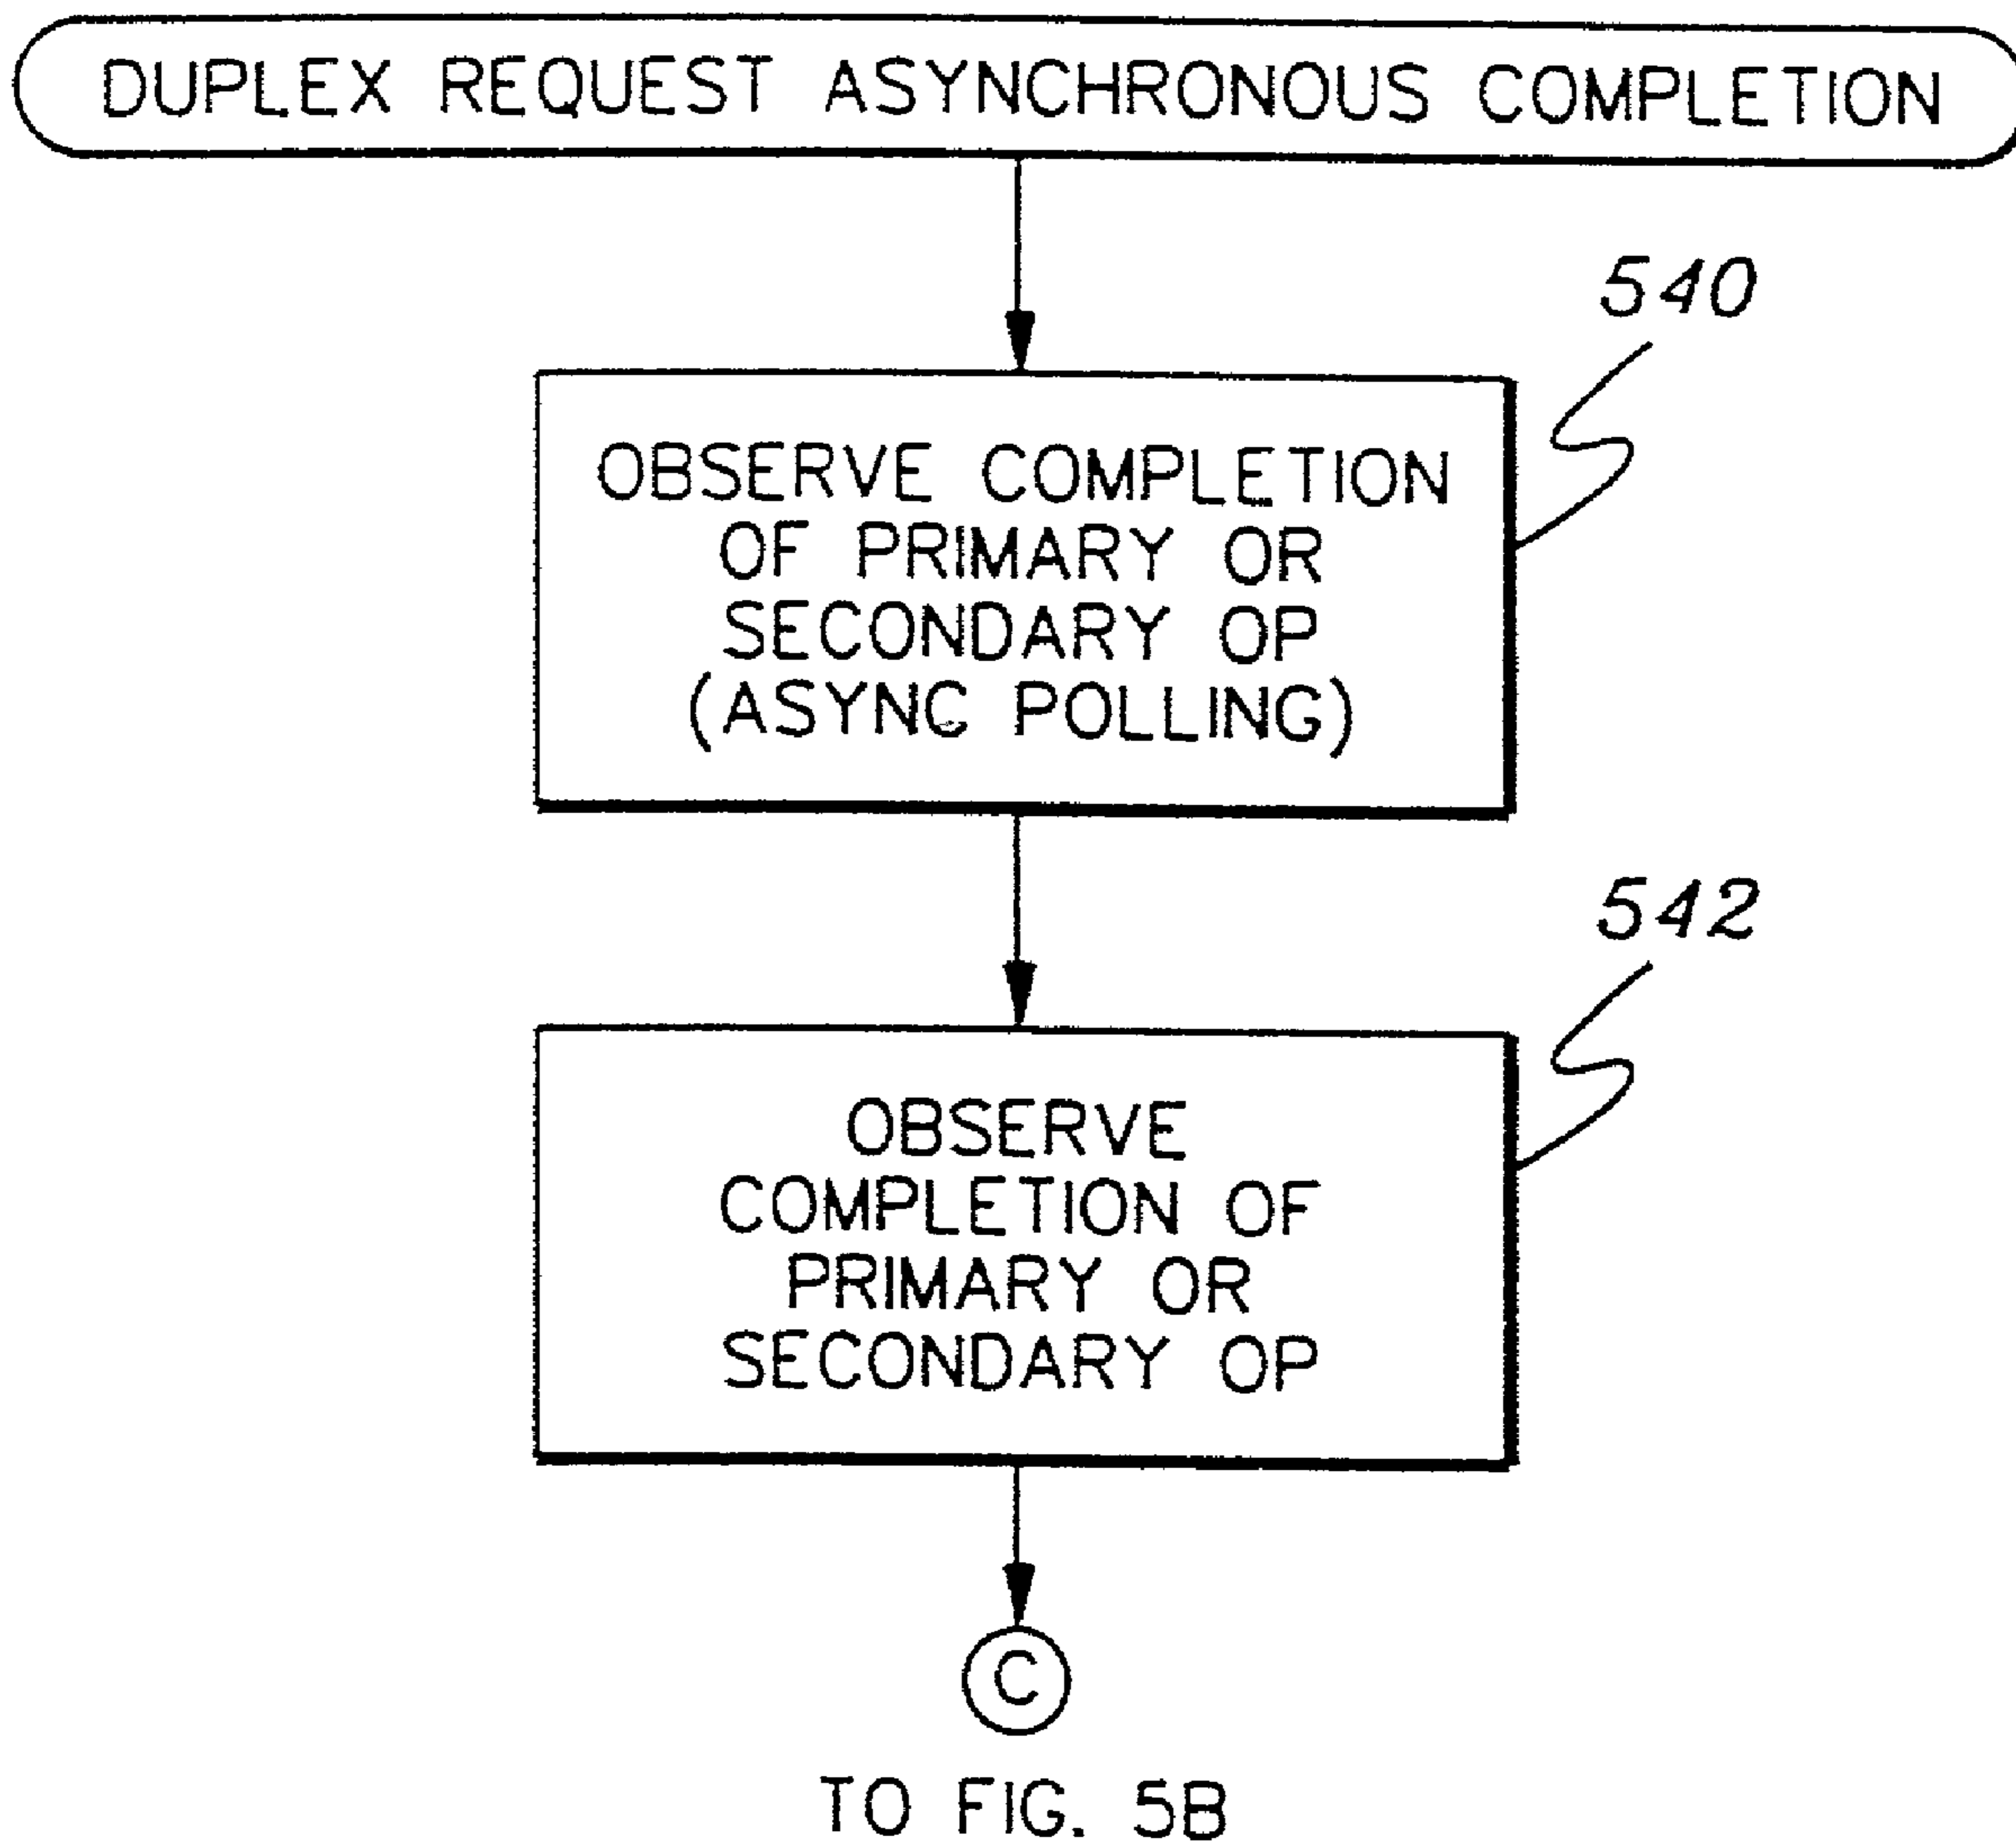 DUPLEX REQUEST ASYNCHRONOUS COMPLETION
540
OBSERVE COMPLETION
OF PRIMARY OR
SECONDARY OP
(ASYNC POLLING)
542
OBSERVE
COMPLETION OF
PRIMARY OR
SECONDARY OP
C
TO FIG. 5B